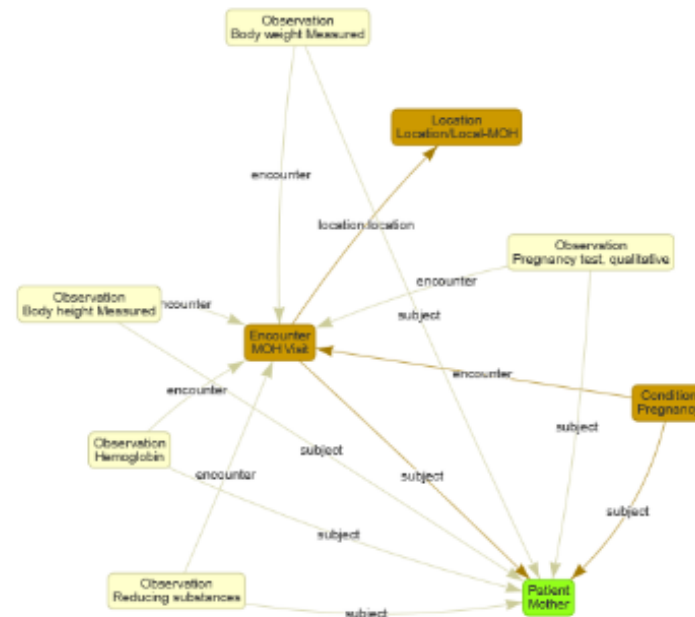 Observation
Body weight Measured
Location
Location/Local-MOH
encounter
location:location
Observation
Pregnancy test, qualitative
encounter
Observation
Body height Measured
encounter
subject
Encounter
MOH Visit
encounter
Condition
Pregnanc
encounter
Observation
Hemoglobin
encounter
subject
subject
subject
subject
subject
Observation
Reducing substances
Patient
Mother
subject